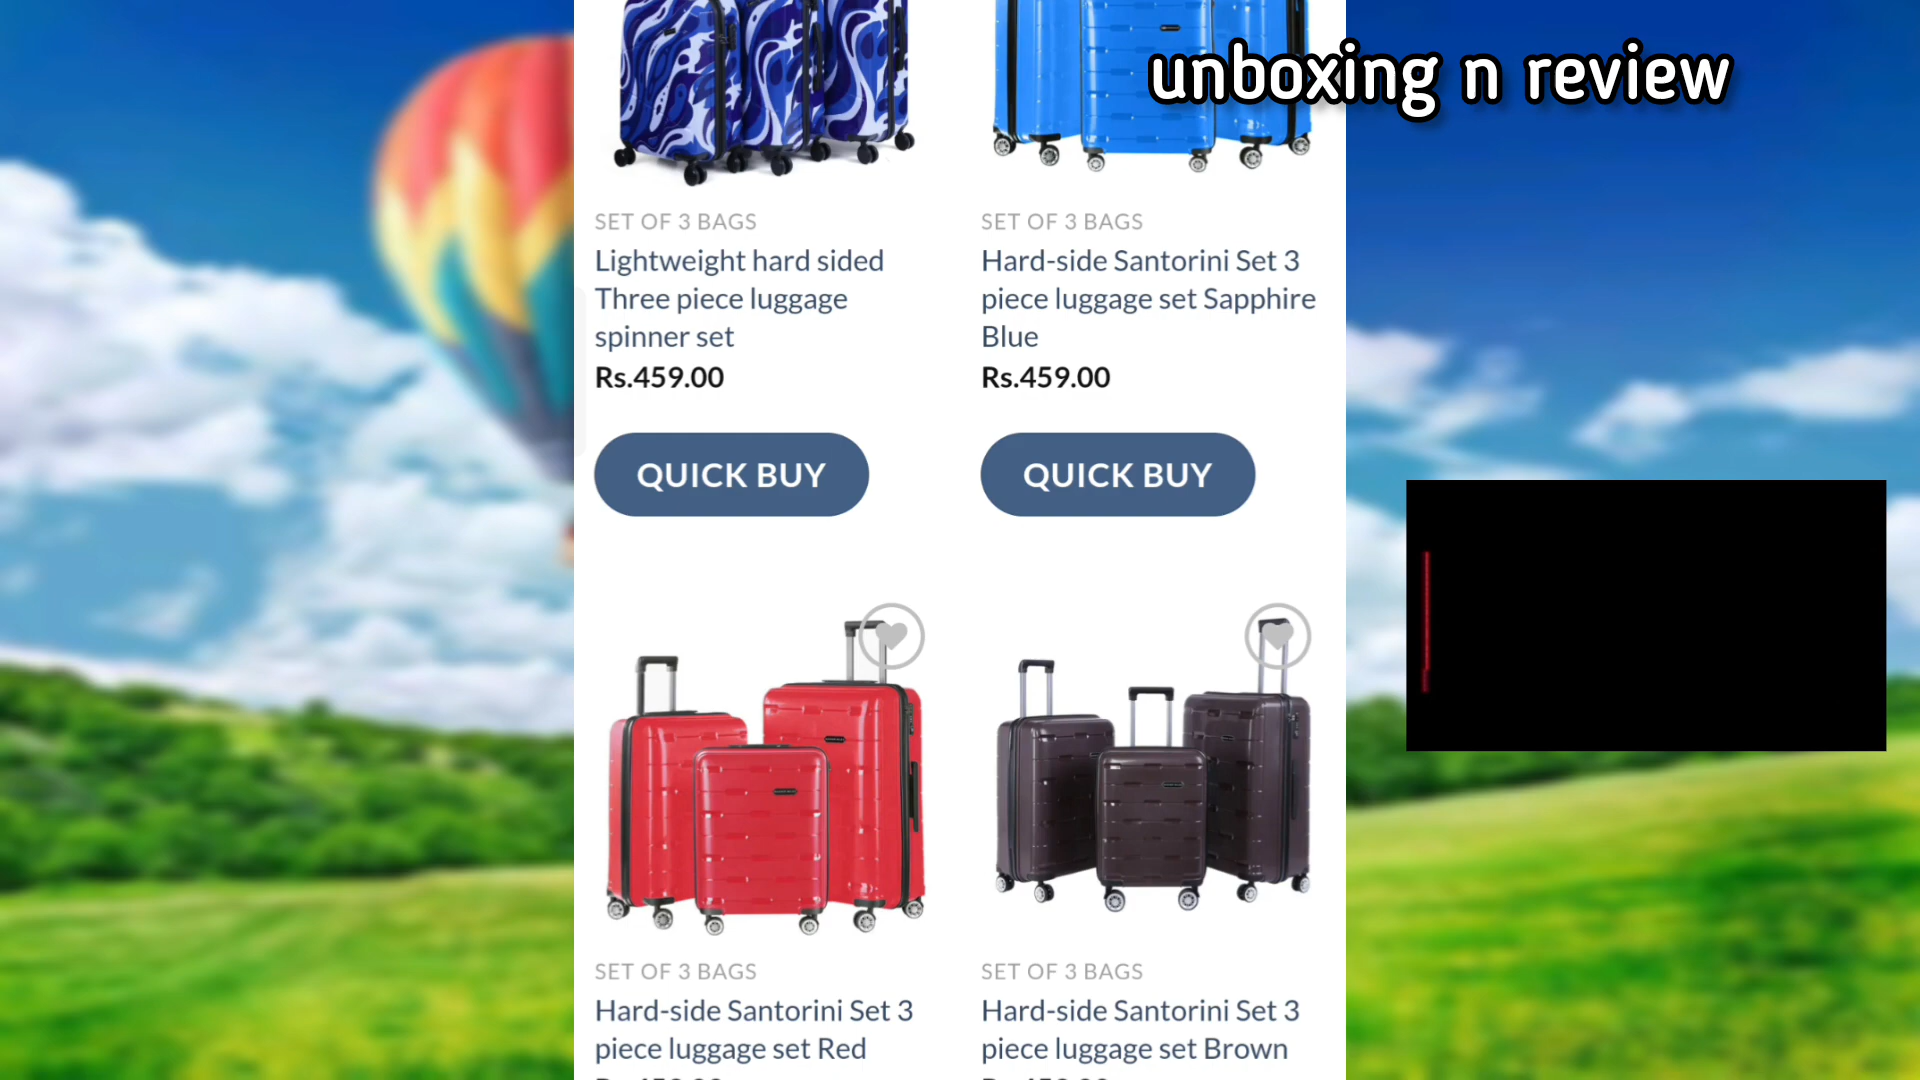 unboxing n review
SET OF 3 BAGS
Lightweight hard sided
Three piece luggage
spinner set
Rs.459.00
QUICK BUY
SET OF 3 BAGS
Hard-side Santorini Set 3
piece luggage set Sapphire
Blue
Rs.459.00
QUICK BUY
SET OF 3 BAGS
Hard-side Santorini Set 3
piece luggage set Red
SET OF 3 BAGS
Hard-side Santorini Set 3
piece luggage set Brown